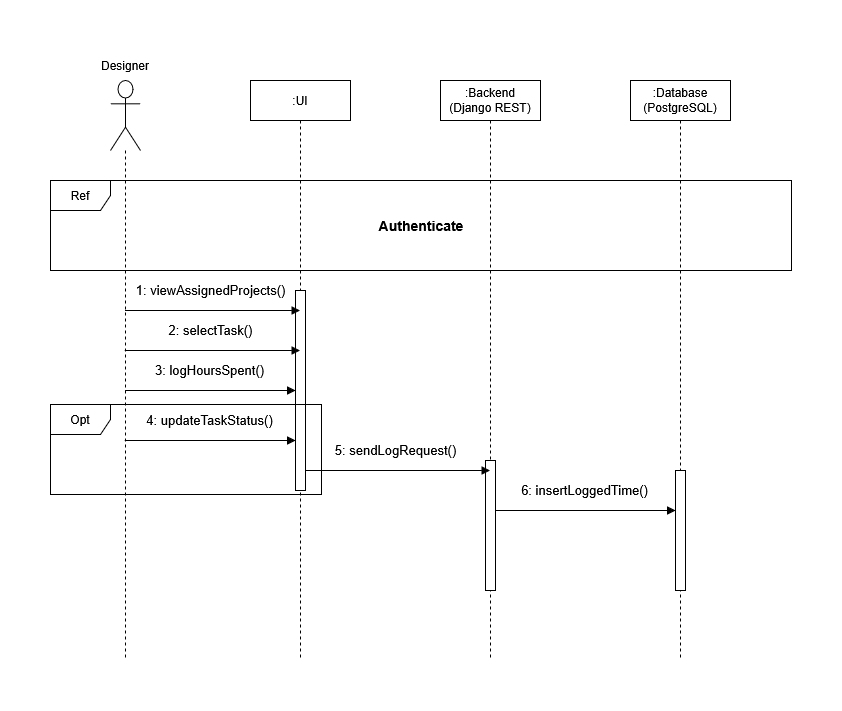 Designer
:UI
:Backend
(Django REST)
:Database
(PostgreSQL)
Ref
Authenticate
1: viewAssignedProjects()
2: selectTask()
3: logHoursSpent()
Opt
4: updateTaskStatus()
5: sendLogRequest()
6: insertLoggedTime()